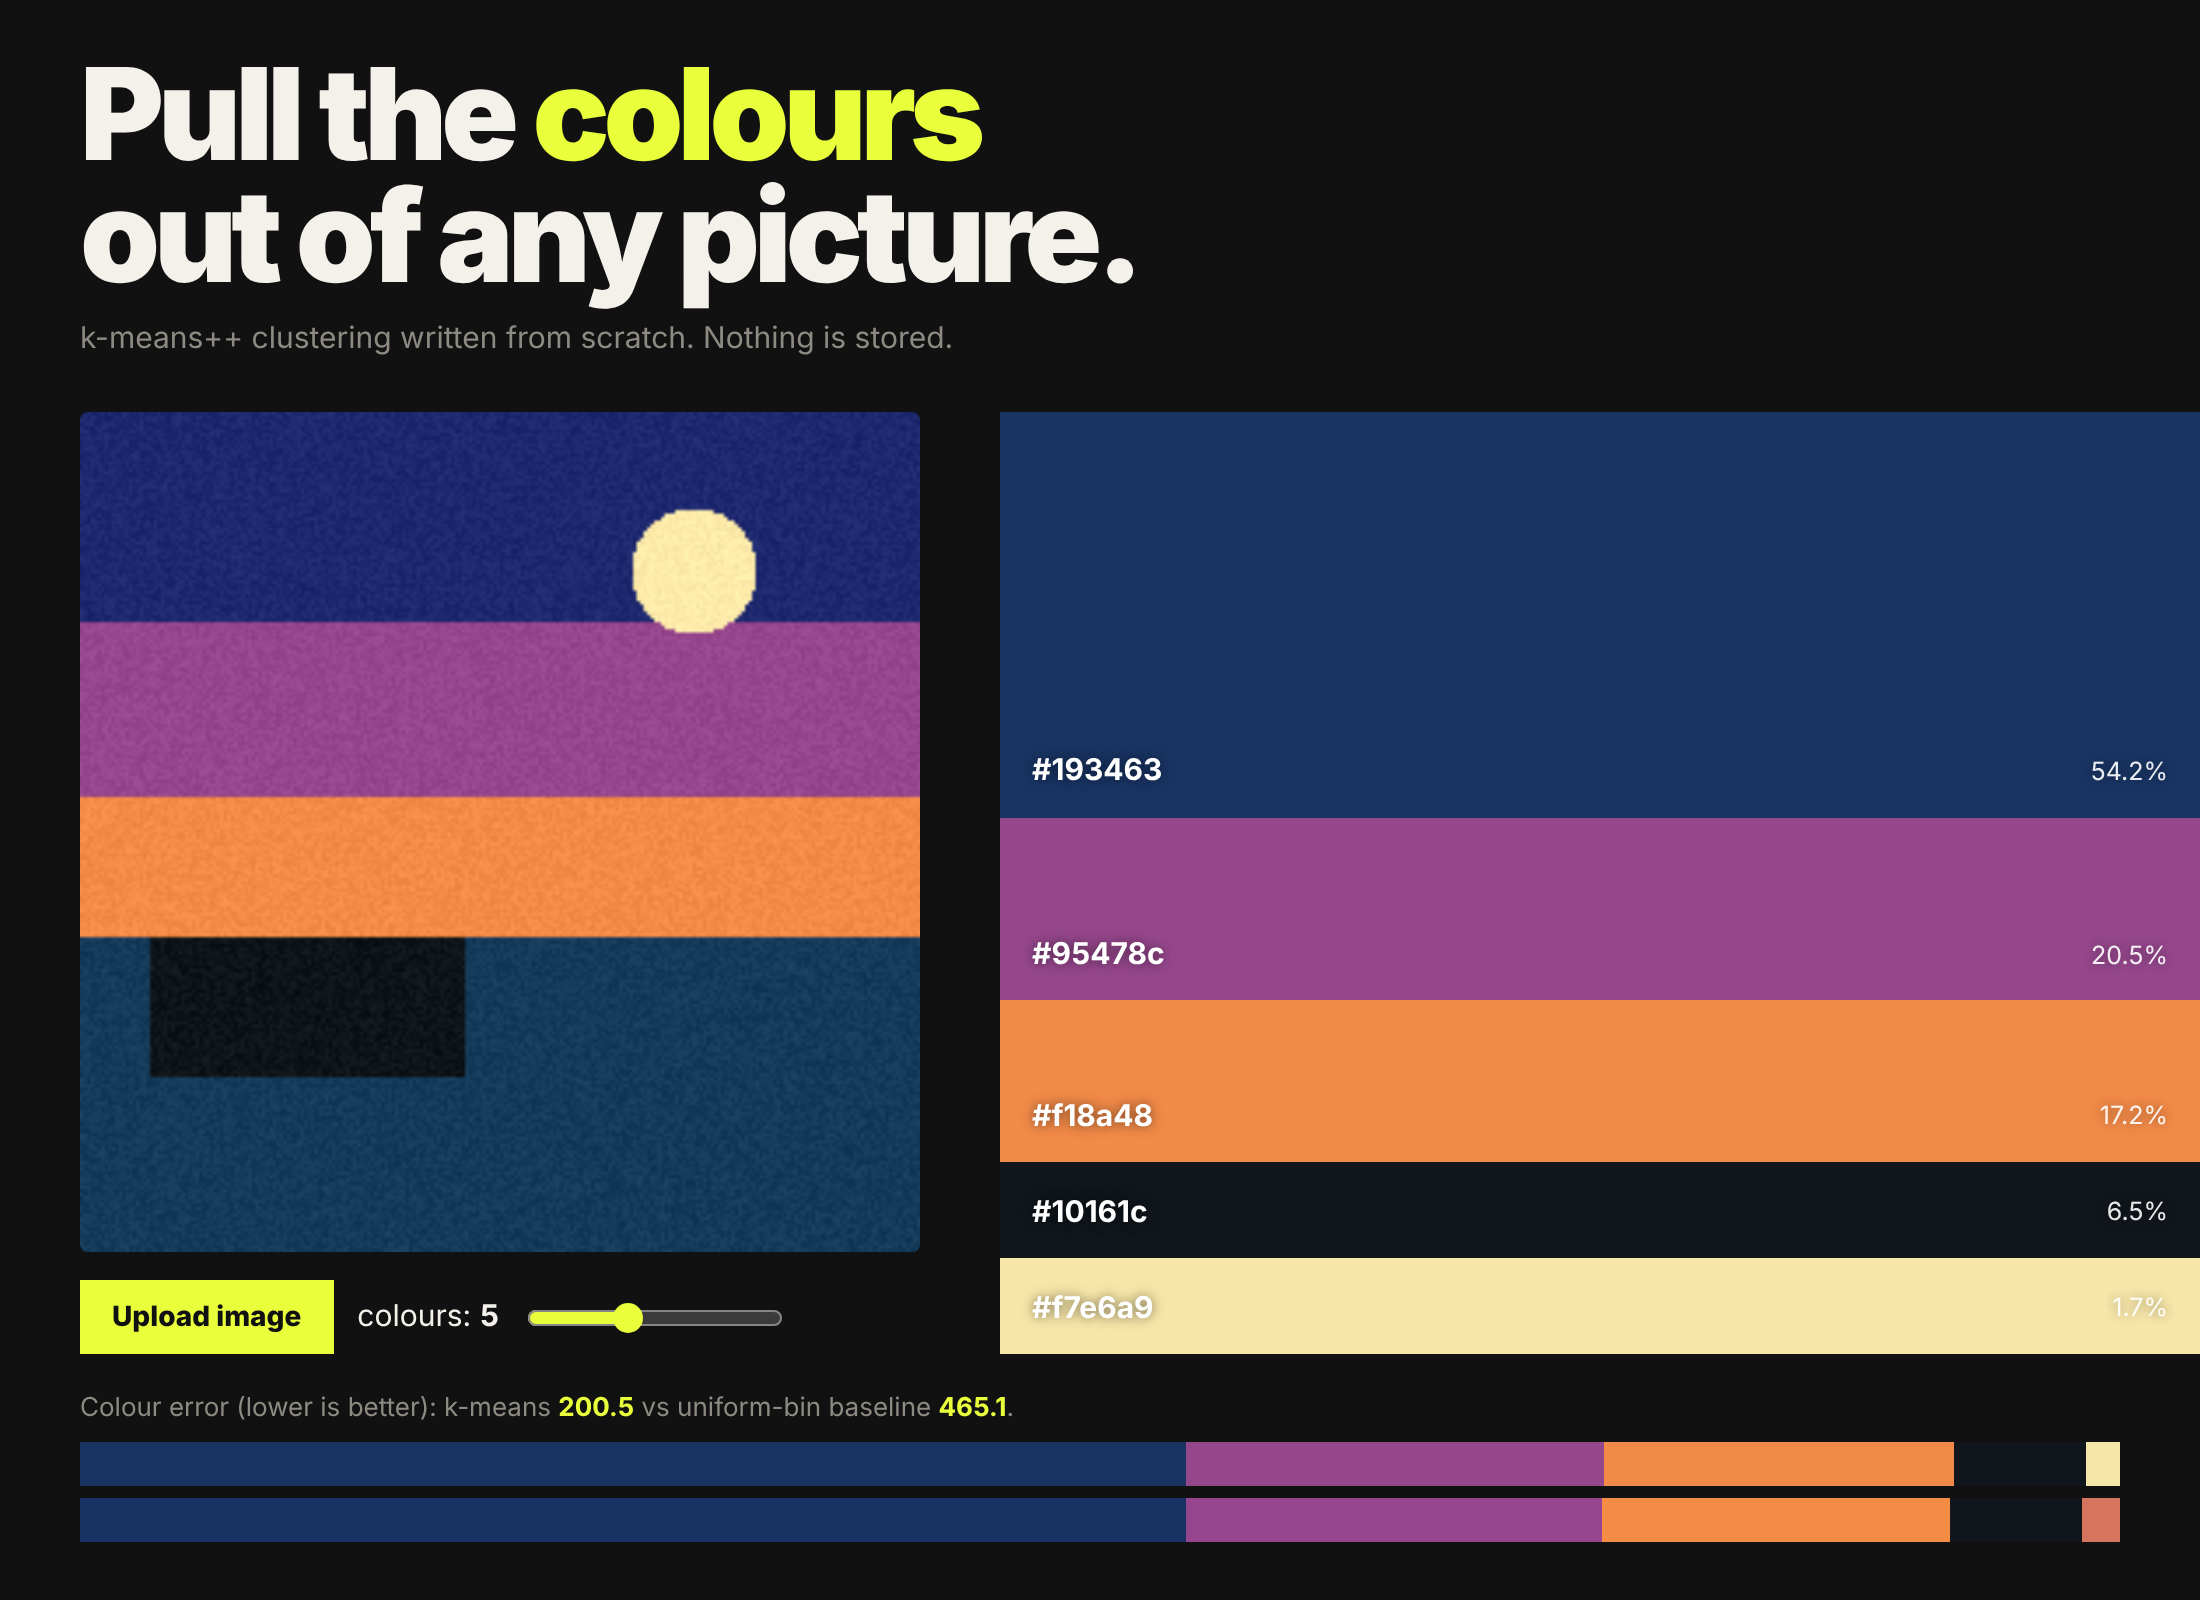 Pull the colours
out of any picture.
k-means++ clustering written from scratch. Nothing is stored.
#193463 54.2%
#95478c 20.5%
#f18a48 17.2%
#10161c 6.5%
#f7e6a9 1.7%
Upload image colours: 5
Colour error (lower is better): k-means 200.5 vs uniform-bin baseline 465.1.